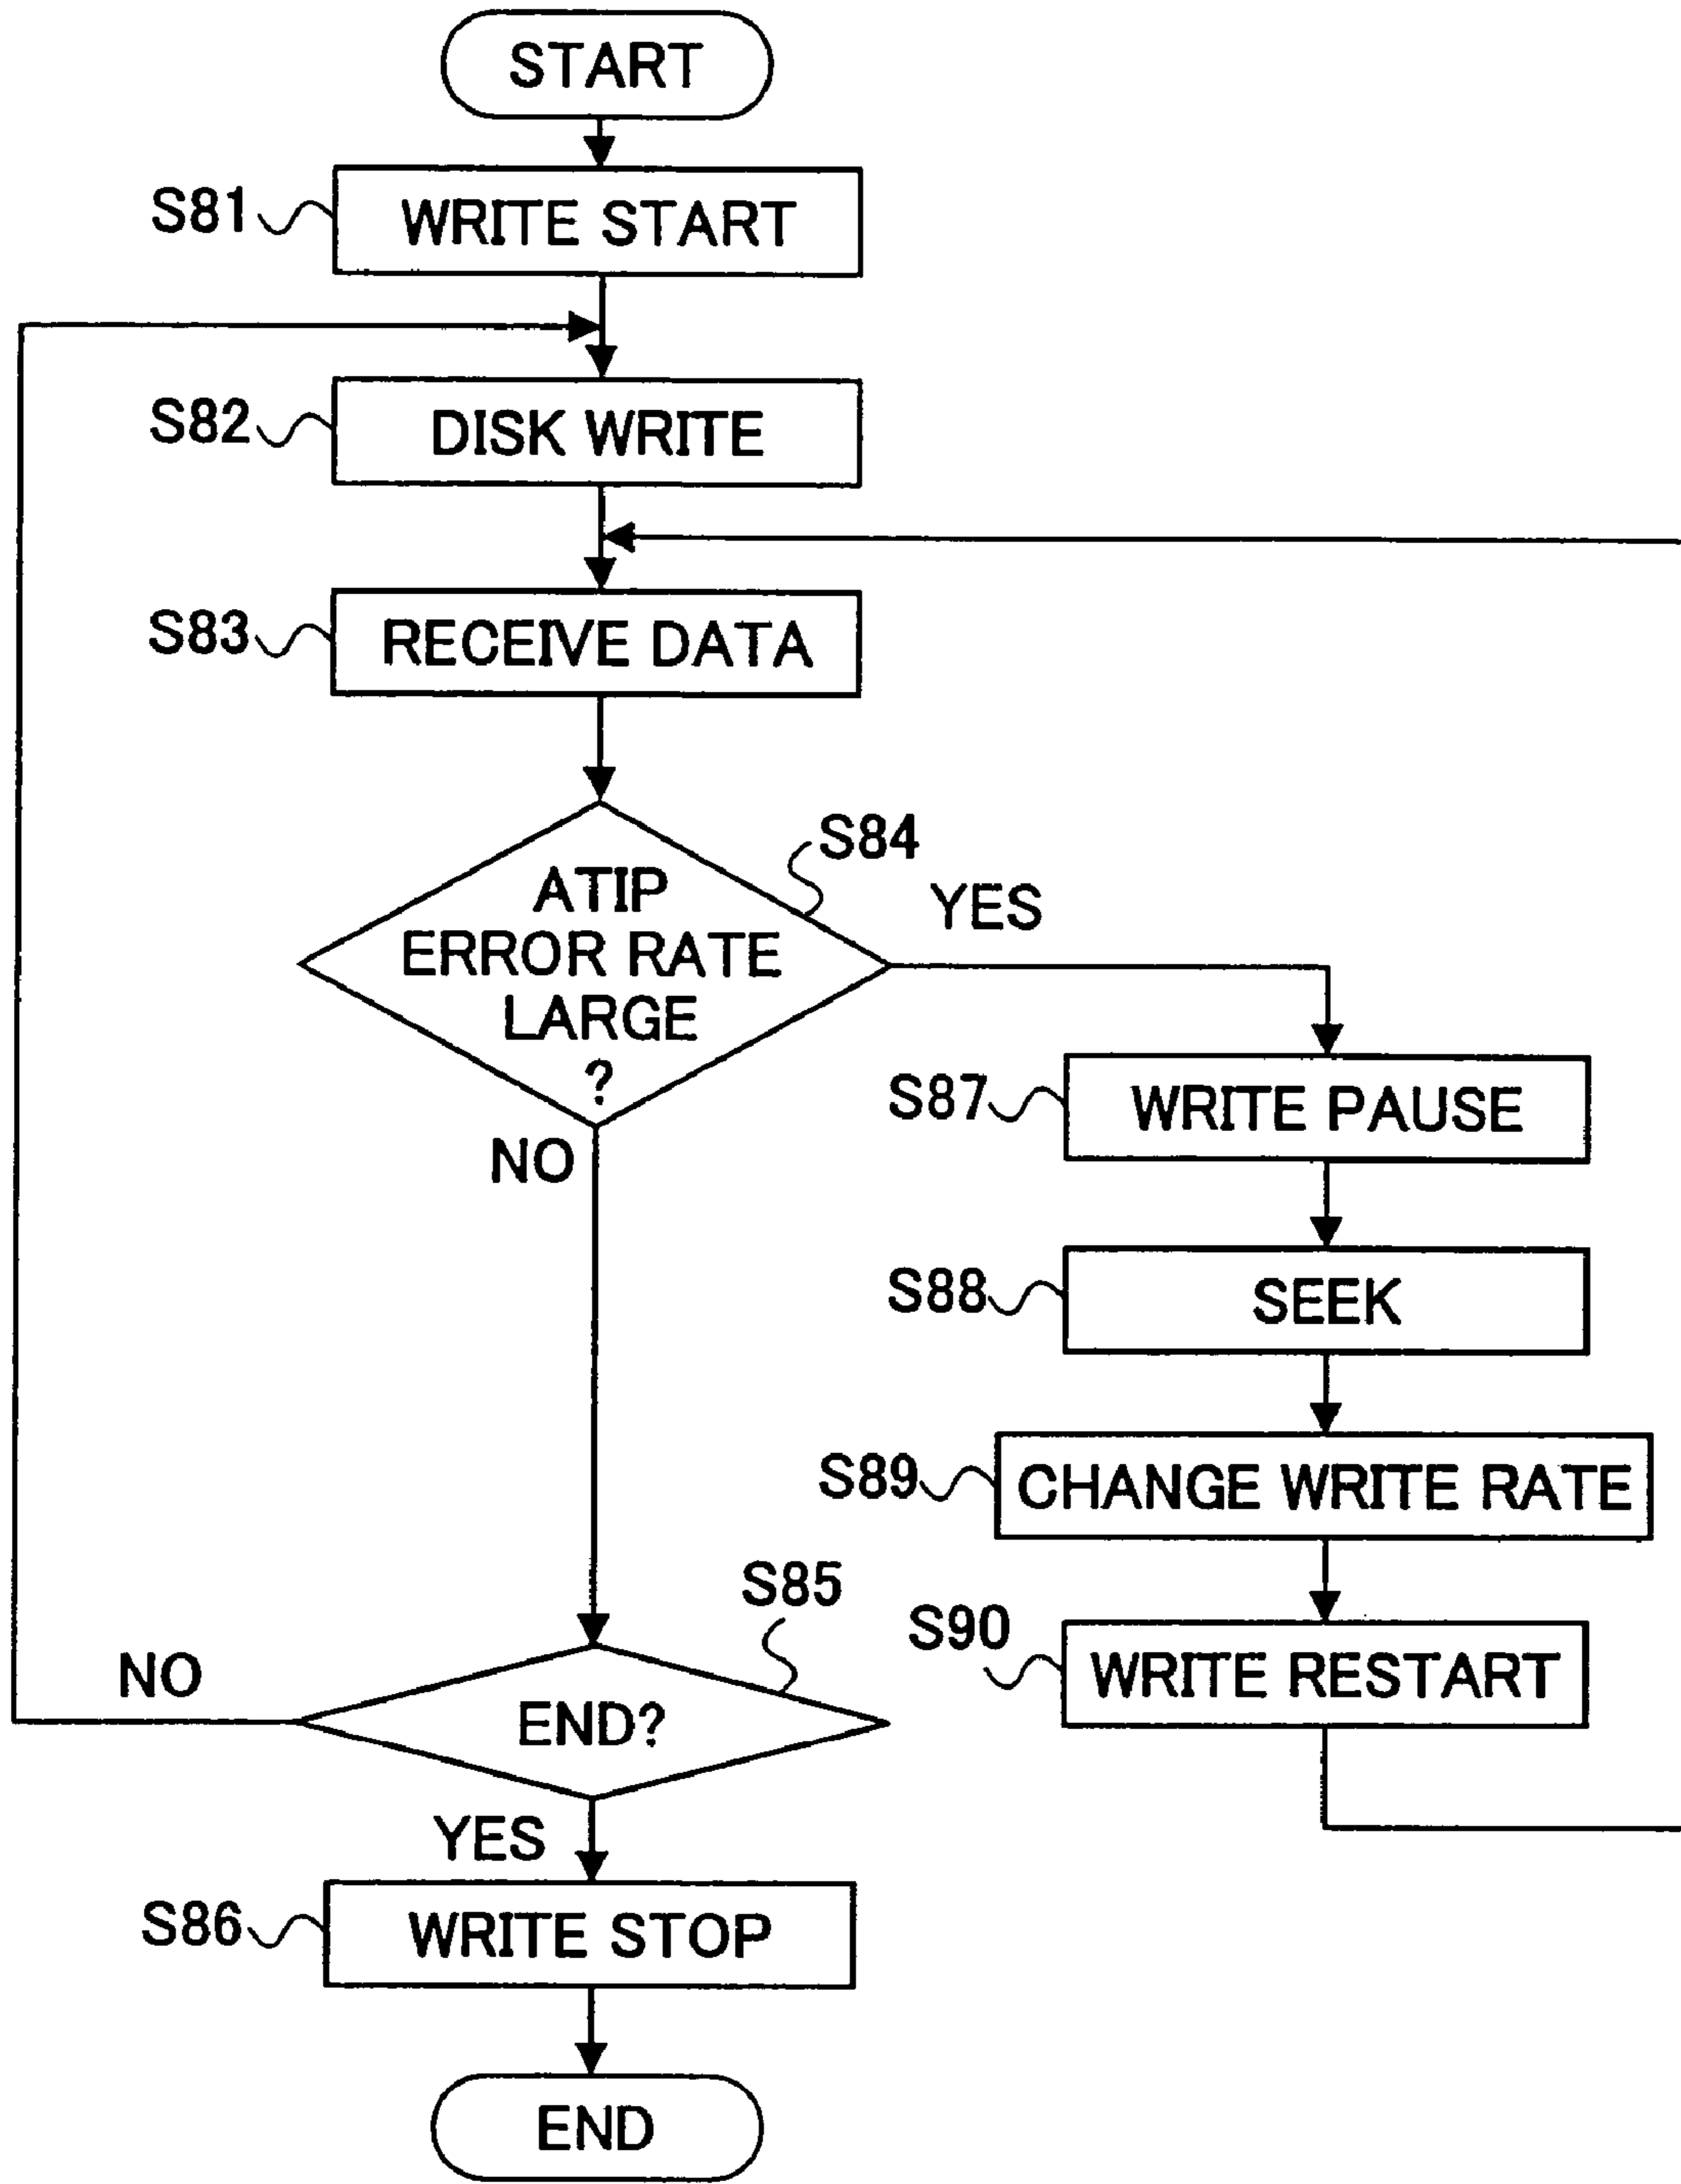 START
S81
WRITE START
S82
DISK WRITE
S83
RECEIVE DATA
S84
ATIP
ERROR RATE
LARGE
?
YES
NO
S87
WRITE PAUSE
S88
SEEK
S89
CHANGE WRITE RATE
S90
WRITE RESTART
S85
END?
NO
YES
S86
WRITE STOP
END